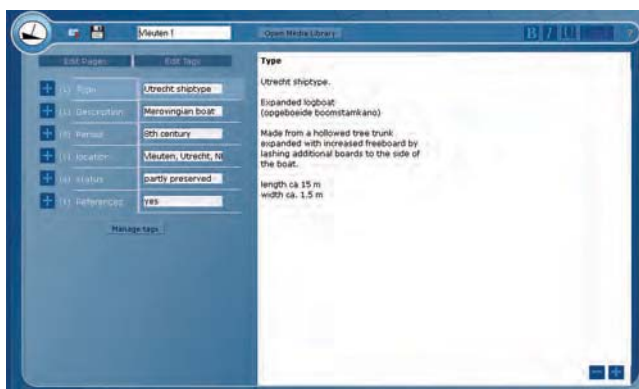 Vleuten 1
Open Media Library
B I U
Edit Pages
Edit Tags
Type
Utrecht shiptype
Description
Merovingian boat
Period
8th century
location
Vleuten, Utrecht, N
status
partly preserved
References
yes
Manage tags
Type
Utrecht shiptype.
Expanded logboat
(opgeboeide boomstamkano)
Made from a hollowed tree trunk
expanded with increased freeboard by
lashing additional boards to the side of
the boat.
length ca 15 m
width ca. 1.5 m